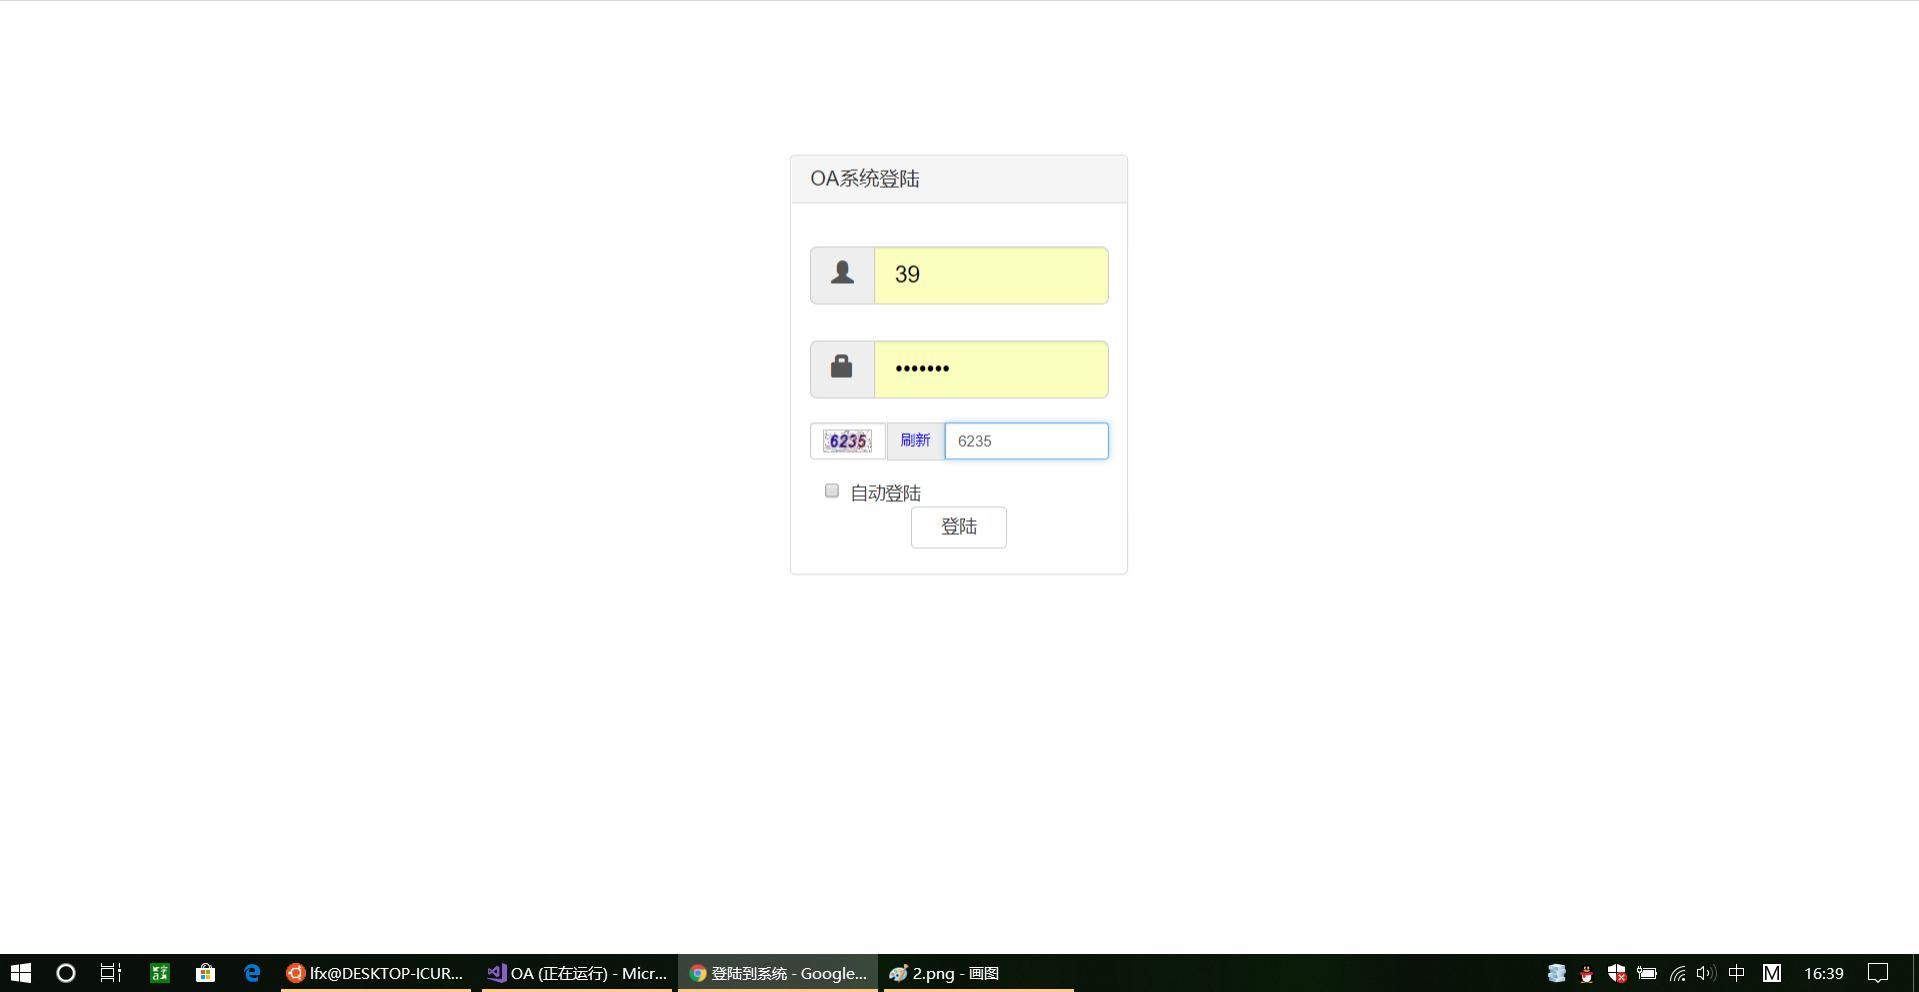 OA系统登陆
39
•••••••
6235 刷新 6235
自动登陆
登陆
lfx@DESKTOP-ICUR... OA (正在运行) - Micr... 登陆到系统 - Google... 2.png - 画图 中 M 16:39